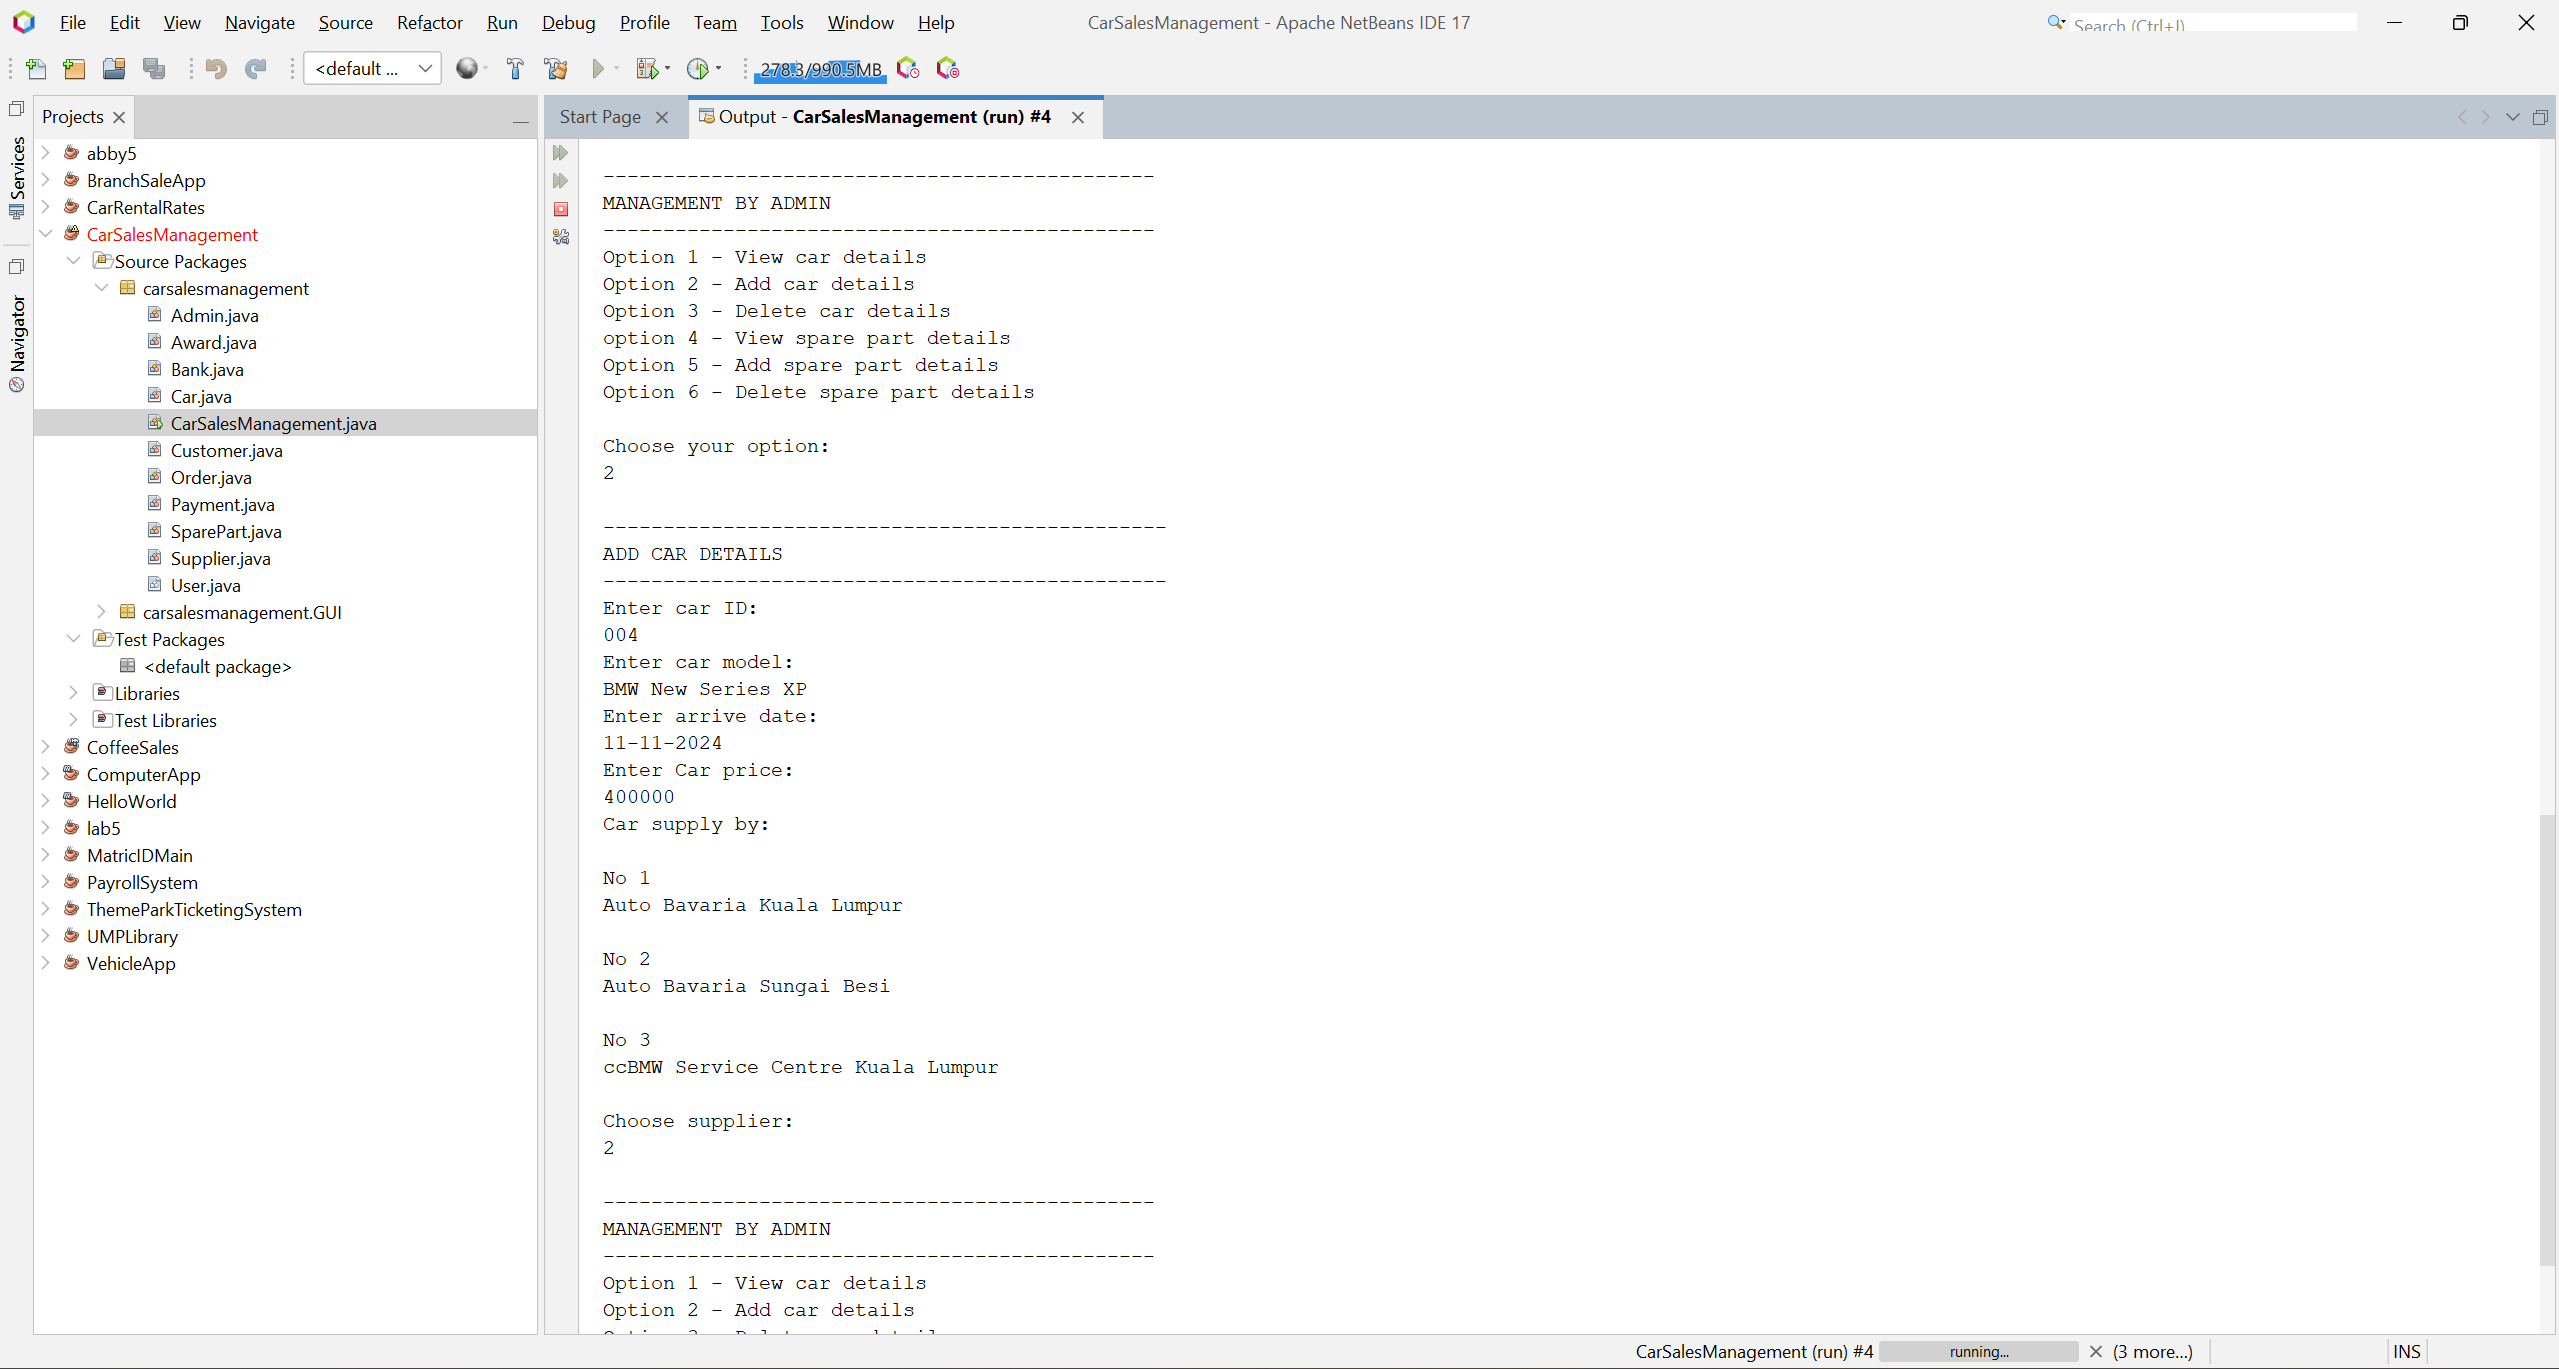 File Edit View Navigate Source Refactor Run Debug Profile Team Tools Window Help
CarSalesManagement - Apache NetBeans IDE 17
Search (Ctrl+I)
<default ...
278.3/990.5MB
Services
Navigator
Projects
abby5
BranchSaleApp
CarRentalRates
CarSalesManagement
Source Packages
carsalesmanagement
Admin.java
Award.java
Bank.java
Car.java
CarSalesManagement.java
Customer.java
Order.java
Payment.java
SparePart.java
Supplier.java
User.java
carsalesmanagement.GUI
Test Packages
<default package>
Libraries
Test Libraries
CoffeeSales
ComputerApp
HelloWorld
lab5
MatricIDMain
PayrollSystem
ThemeParkTicketingSystem
UMPLibrary
VehicleApp
Start Page
Output - CarSalesManagement (run) #4
----------------------------------------------
MANAGEMENT BY ADMIN
----------------------------------------------
Option 1 - View car details
Option 2 - Add car details
Option 3 - Delete car details
option 4 - View spare part details
Option 5 - Add spare part details
Option 6 - Delete spare part details
Choose your option:
2
-----------------------------------------------
ADD CAR DETAILS
-----------------------------------------------
Enter car ID:
004
Enter car model:
BMW New Series XP
Enter arrive date:
11-11-2024
Enter Car price:
400000
Car supply by:
No 1
Auto Bavaria Kuala Lumpur
No 2
Auto Bavaria Sungai Besi
No 3
ccBMW Service Centre Kuala Lumpur
Choose supplier:
2
----------------------------------------------
MANAGEMENT BY ADMIN
----------------------------------------------
Option 1 - View car details
Option 2 - Add car details
CarSalesManagement (run) #4
running...
(3 more...)
INS